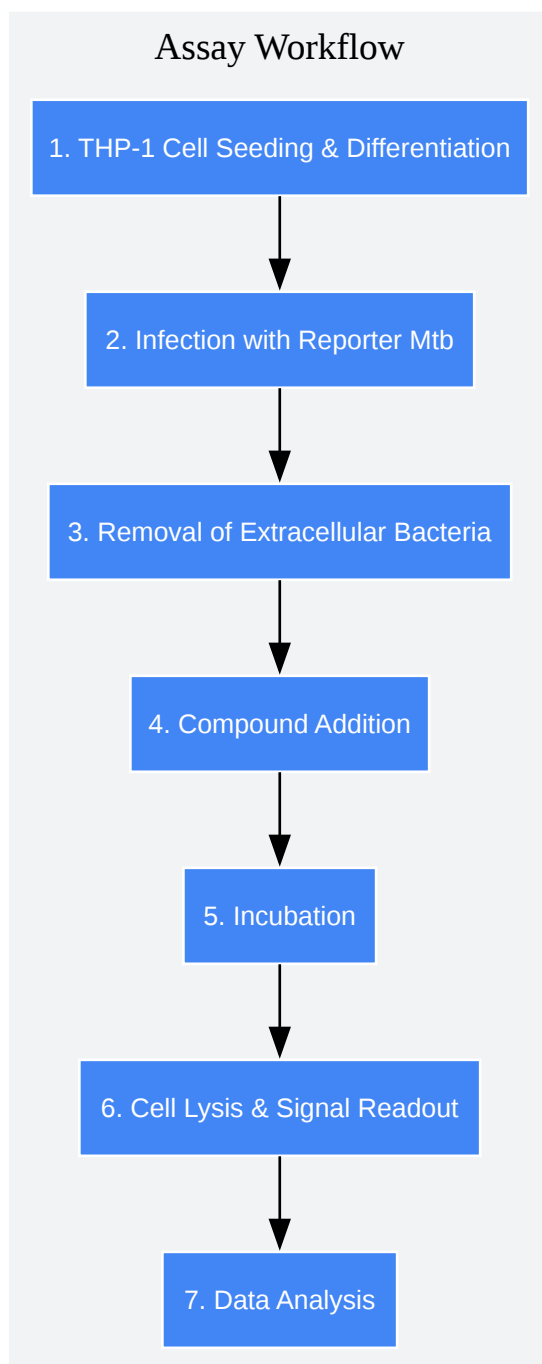 Assay Workflow
1. THP-1 Cell Seeding & Differentiation
2. Infection with Reporter Mtb
3. Removal of Extracellular Bacteria
4. Compound Addition
5. Incubation
6. Cell Lysis & Signal Readout
7. Data Analysis